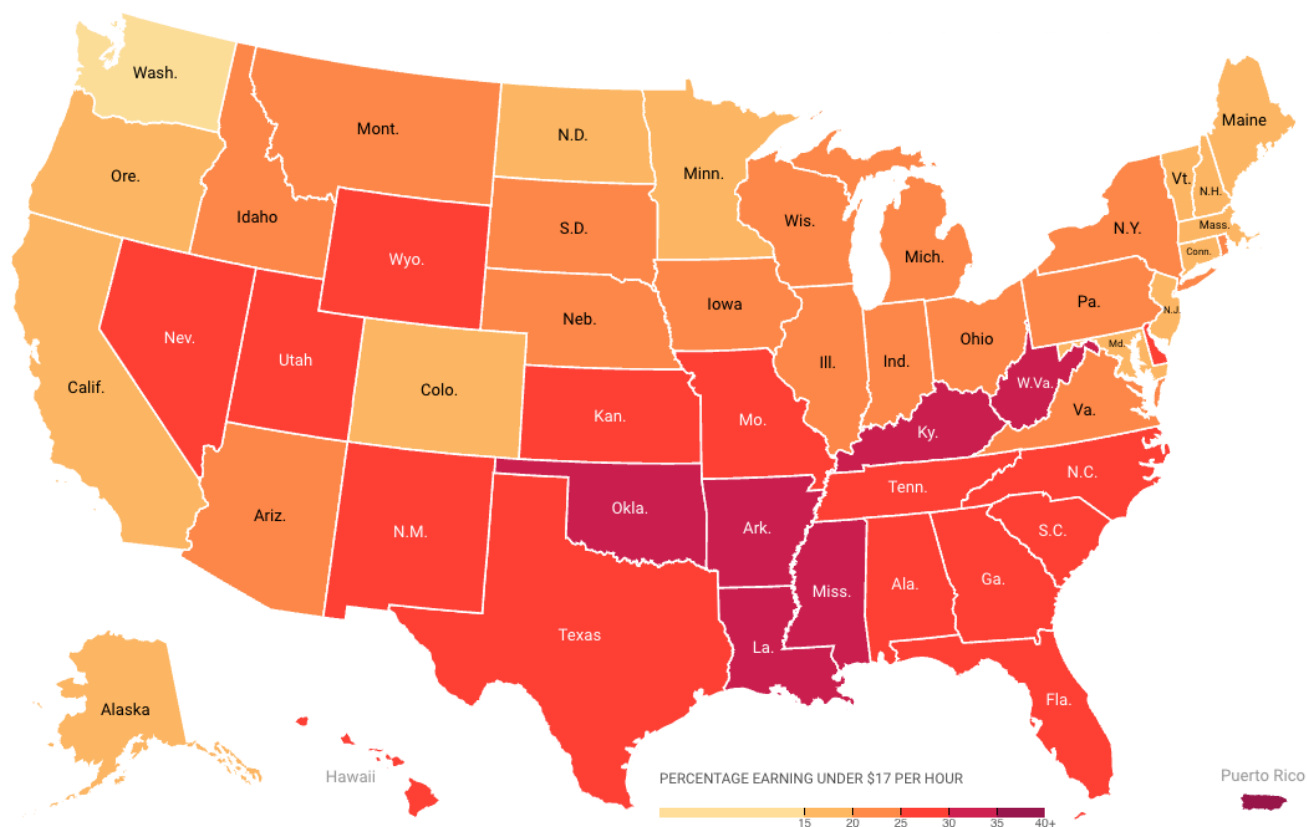 Wash.
Maine
Mont.
N.D.
Ore.
Minn.
Vt.
N.H.
Idaho
Wis.
S.D.
N.Y.
Mass.
Conn.
Wyo.
Mich.
Iowa
Pa.
N.J.
Neb.
Nev.
Ohio
Md.
Utah
Ill.
Ind.
Calif.
Colo.
W.Va.
Kan.
Mo.
Va.
Ky.
N.C.
Tenn.
Okla.
Ariz.
Ark.
N.M.
S.C.
Ga.
Ala.
Miss.
Texas
La.
Fla.
Alaska
Hawaii
PERCENTAGE EARNING UNDER $17 PER HOUR
15 20 25 30 35 40+
Puerto Rico